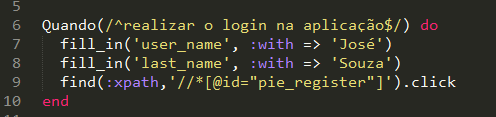 5
6 Quando(/^realizar o login na aplicação$/) do
7 fill_in('user_name', :with => 'José')
8 fill_in('last_name', :with => 'Souza')
9 find(:xpath,'//*[@id="pie_register"]').click
10 end